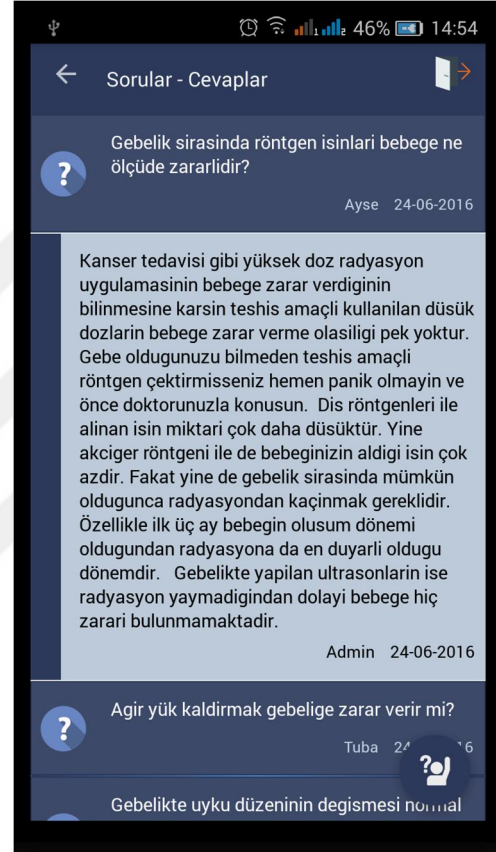 46% 14:54
Sorular - Cevaplar
Gebelik sirasinda röntgen isinlari bebege ne
ölçüde zararlidir?
Ayse 24-06-2016
Kanser tedavisi gibi yüksek doz radyasyon
uygulamasinin bebege zarar verdiginin
bilinmesine karsin teshis amaçli kullanilan düsük
dozlarin bebege zarar verme olasiligi pek yoktur.
Gebe oldugunuzu bilmeden teshis amaçli
röntgen çektirmisseniz hemen panik olmayin ve
önce doktorunuzla konusun.  Dis röntgenleri ile
alinan isin miktari çok daha düsüktür. Yine
akciger röntgeni ile de bebeginizin aldigi isin çok
azdir. Fakat yine de gebelik sirasinda mümkün
oldugunca radyasyondan kaçinmak gereklidir.
Özellikle ilk üç ay bebegin olusum dönemi
oldugundan radyasyona da en duyarli oldugu
dönemdir.   Gebelikte yapilan ultrasonlarin ise
radyasyon yaymadigindan dolayi bebege hiç
zarari bulunmamaktadir.
Admin 24-06-2016
Agir yük kaldirmak gebelige zarar verir mi?
Tuba
Gebelikte uyku düzeninin degismesi normal